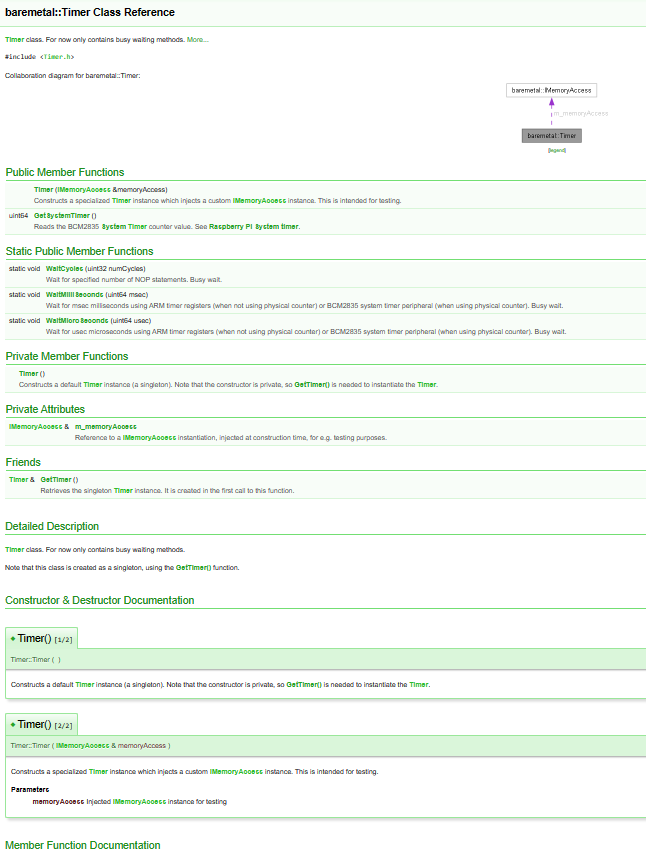 baremetal::Timer Class Reference
Timer class. For now only contains busy waiting methods. More...
#include <Timer.h>
Collaboration diagram for baremetal::Timer:
baremetal::IMemoryAccess
m_memoryAccess
baremetal::Timer
[legend]
Public Member Functions
Timer (IMemoryAccess &memoryAccess)
Constructs a specialized Timer instance which injects a custom IMemoryAccess instance. This is intended for testing.
uint64 GetSystemTimer ()
Reads the BCM2835 System Timer counter value. See Raspberry Pi System timer.
Static Public Member Functions
static void WaitCycles (uint32 numCycles)
Wait for specified number of NOP statements. Busy wait.
static void WaitMilliSeconds (uint64 msec)
Wait for msec milliseconds using ARM timer registers (when not using physical counter) or BCM2835 system timer peripheral (when using physical counter). Busy wait.
static void WaitMicroSeconds (uint64 usec)
Wait for usec microseconds using ARM timer registers (when not using physical counter) or BCM2835 system timer peripheral (when using physical counter). Busy wait.
Private Member Functions
Timer ()
Constructs a default Timer instance (a singleton). Note that the constructor is private, so GetTimer() is needed to instantiate the Timer.
Private Attributes
IMemoryAccess & m_memoryAccess
Reference to a IMemoryAccess instantiation, injected at construction time, for e.g. testing purposes.
Friends
Timer & GetTimer ()
Retrieves the singleton Timer instance. It is created in the first call to this function.
Detailed Description
Timer class. For now only contains busy waiting methods.
Note that this class is created as a singleton, using the GetTimer() function.
Constructor & Destructor Documentation
◆ Timer() [1/2]
Timer::Timer ( )
Constructs a default Timer instance (a singleton). Note that the constructor is private, so GetTimer() is needed to instantiate the Timer.
◆ Timer() [2/2]
Timer::Timer ( IMemoryAccess & memoryAccess )
Constructs a specialized Timer instance which injects a custom IMemoryAccess instance. This is intended for testing.
Parameters
memoryAccess Injected IMemoryAccess instance for testing
Member Function Documentation